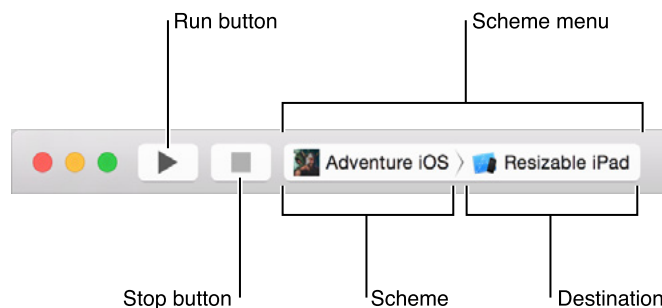 Run button
Scheme menu
Adventure iOS
Resizable iPad
Stop button
Scheme
Destination